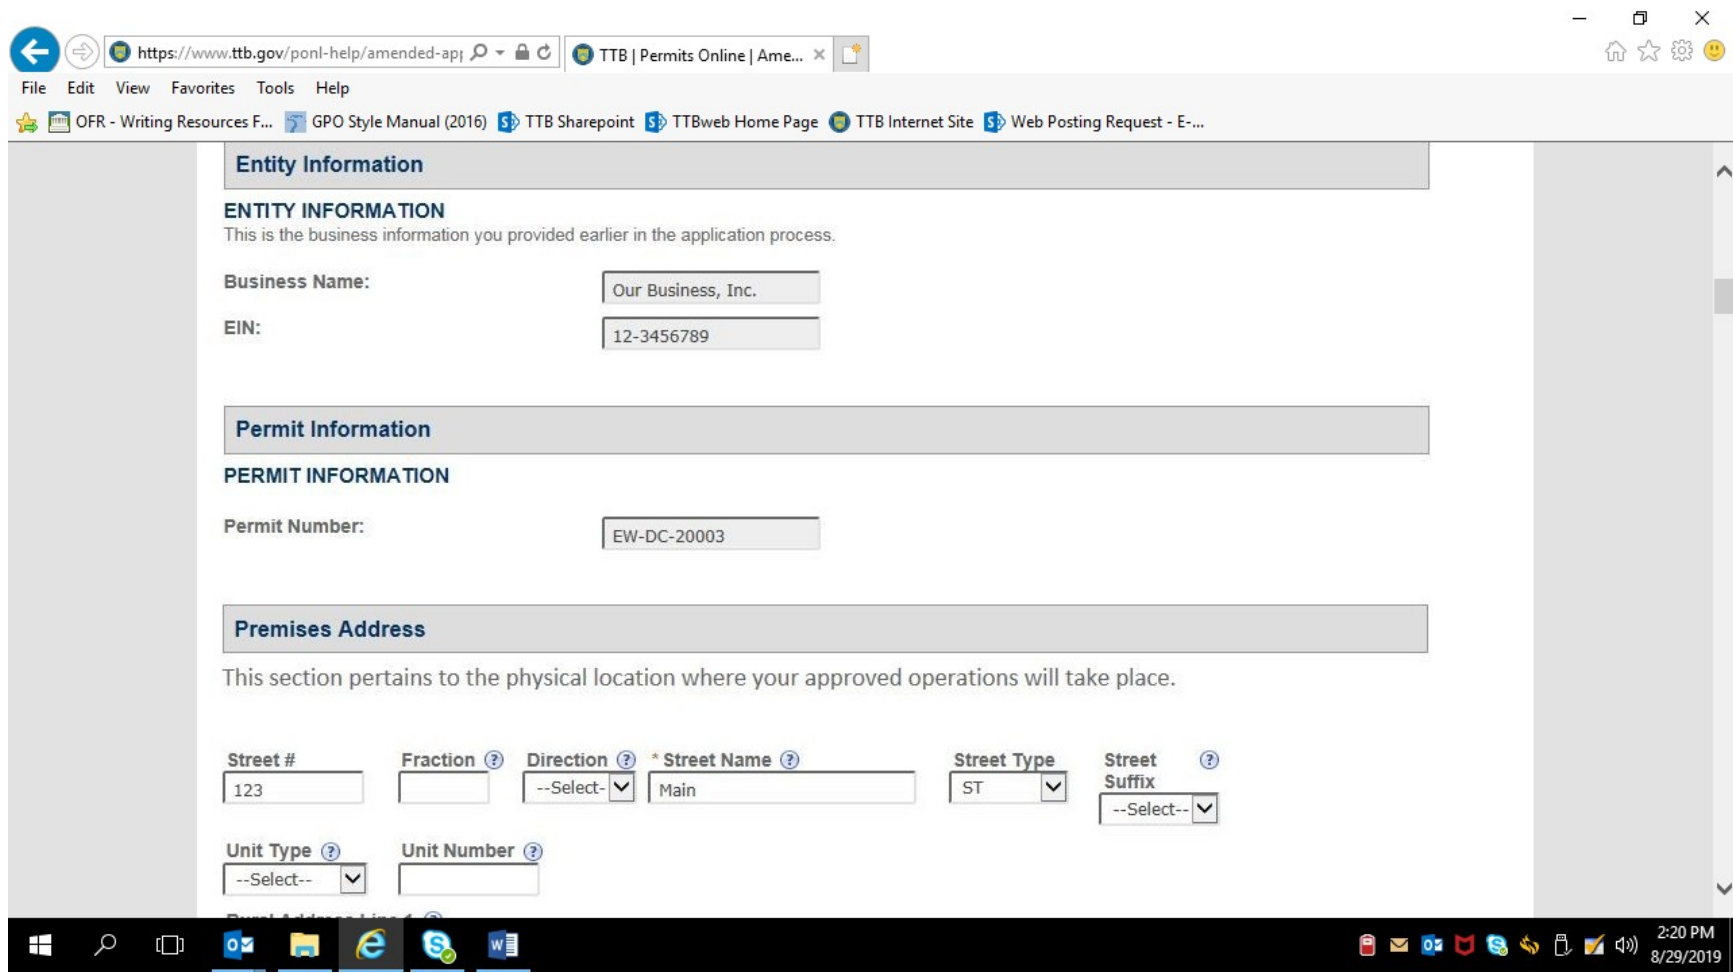 https://www.ttb.gov/ponl-help/amended-ap
TTB | Permits Online | Ame...
File Edit View Favorites Tools Help
OFR - Writing Resources F... GPO Style Manual (2016) TTB Sharepoint TTBweb Home Page TTB Internet Site Web Posting Request - E-...
Entity Information
ENTITY INFORMATION
This is the business information you provided earlier in the application process.
Business Name: Our Business, Inc.
EIN: 12-3456789
Permit Information
PERMIT INFORMATION
Permit Number: EW-DC-20003
Premises Address
This section pertains to the physical location where your approved operations will take place.
Street # Fraction Direction * Street Name Street Type Street Suffix
123 --Select- Main ST --Select--
Unit Type Unit Number
--Select--
Rural Address Line 1
2:20 PM
8/29/2019